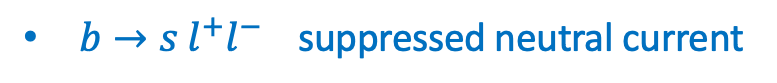 • b → s l⁺l⁻ suppressed neutral current